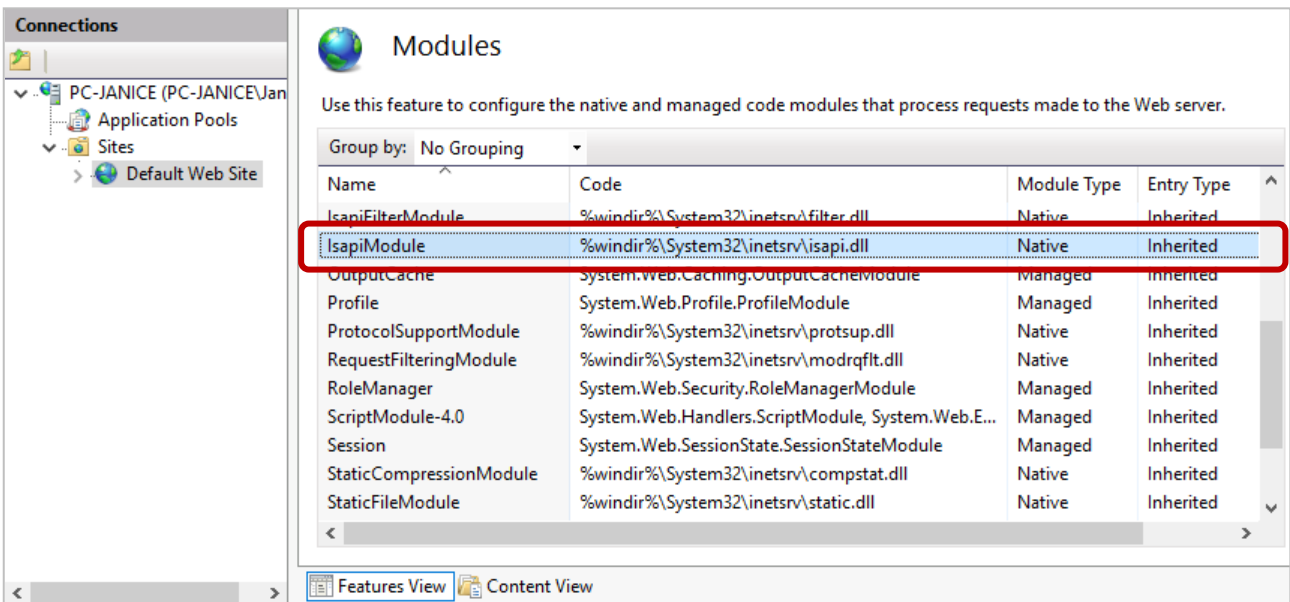 Connections
PC-JANICE (PC-JANICE\Jan
Application Pools
Sites
Default Web Site
Modules
Use this feature to configure the native and managed code modules that process requests made to the Web server.
Group by: No Grouping
Name Code Module Type Entry Type
IsapiFilterModule %windir%\System32\inetsrv\filter.dll Native Inherited
IsapiModule %windir%\System32\inetsrv\isapi.dll Native Inherited
OutputCache System.Web.Caching.OutputCacheModule Managed Inherited
Profile System.Web.Profile.ProfileModule Managed Inherited
ProtocolSupportModule %windir%\System32\inetsrv\protsup.dll Native Inherited
RequestFilteringModule %windir%\System32\inetsrv\modrqflt.dll Native Inherited
RoleManager System.Web.Security.RoleManagerModule Managed Inherited
ScriptModule-4.0 System.Web.Handlers.ScriptModule, System.Web.E... Managed Inherited
Session System.Web.SessionState.SessionStateModule Managed Inherited
StaticCompressionModule %windir%\System32\inetsrv\compstat.dll Native Inherited
StaticFileModule %windir%\System32\inetsrv\static.dll Native Inherited
Features View Content View